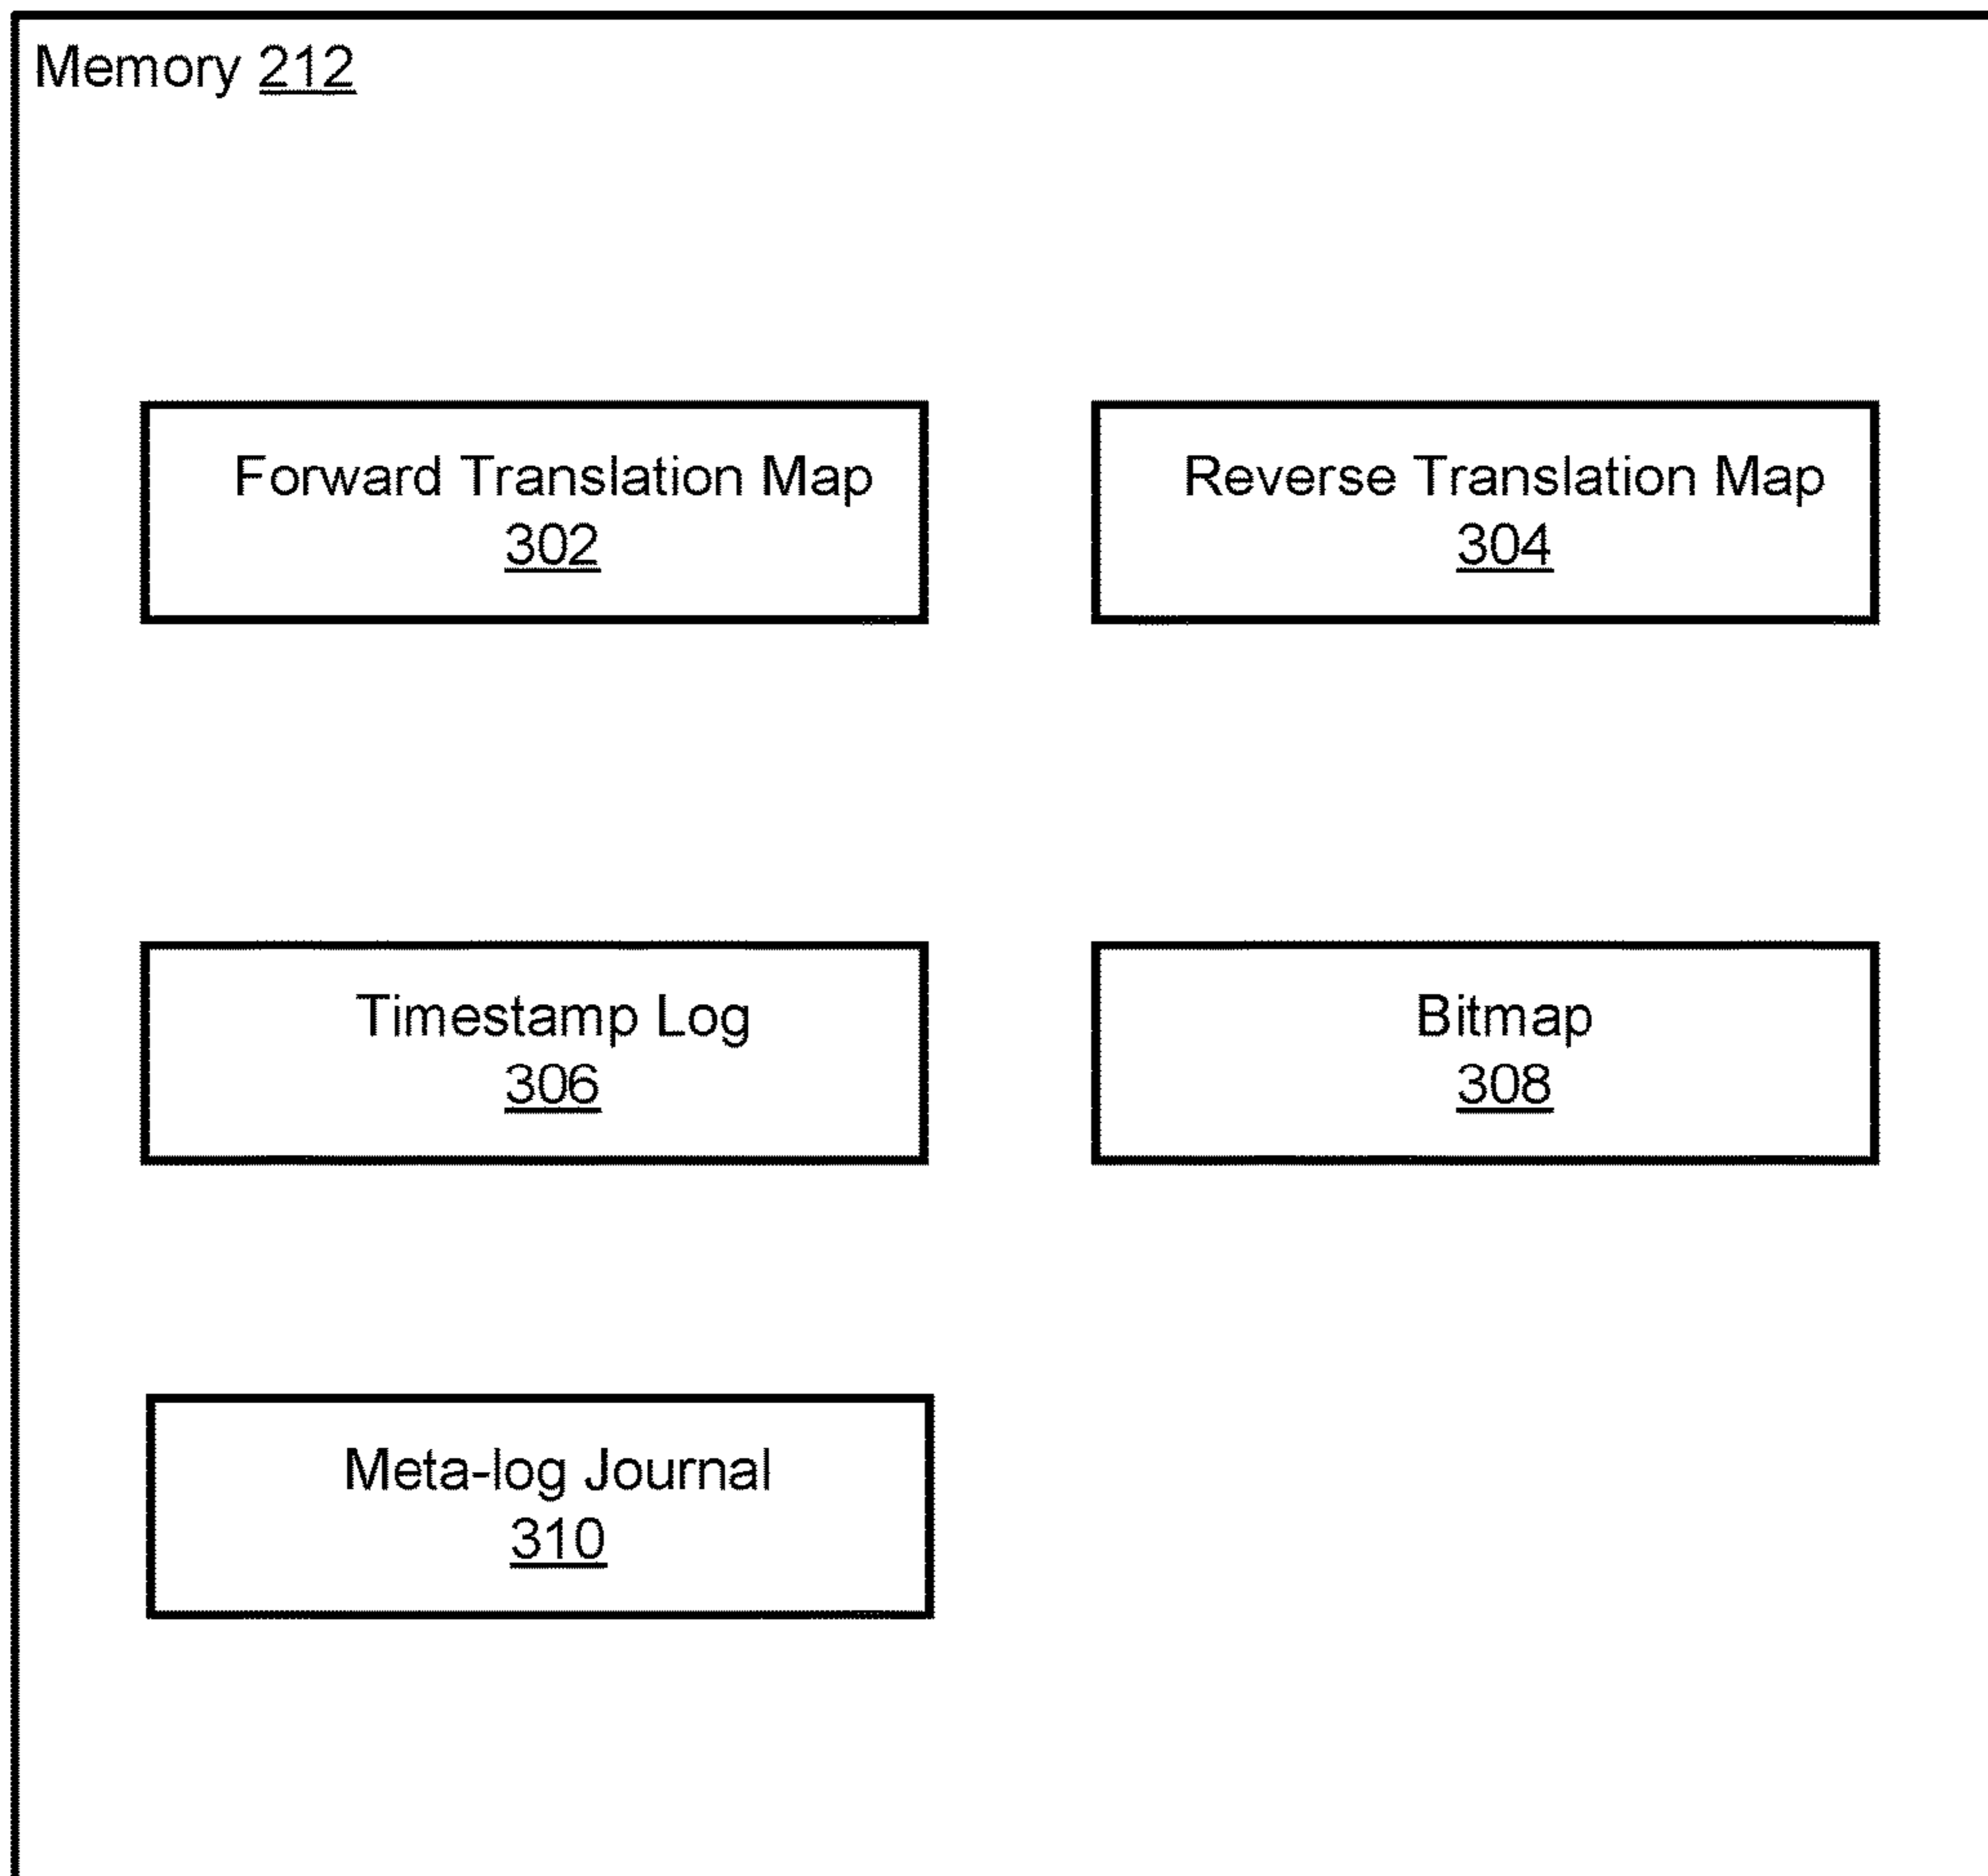 Memory 212
Forward Translation Map
302
Reverse Translation Map
304
Timestamp Log
306
Bitmap
308
Meta-log Journal
310